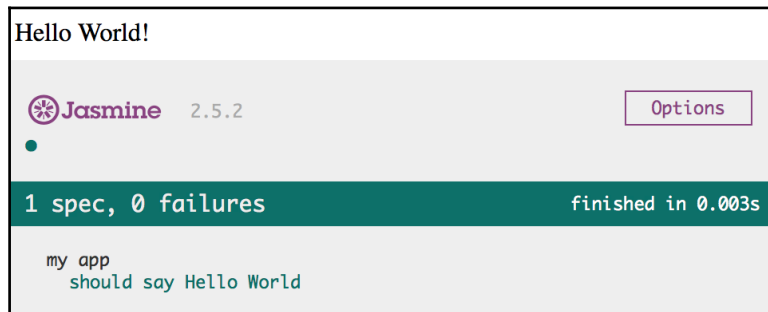 Hello World!
Jasmine 2.5.2 Options
1 spec, 0 failures finished in 0.003s
my app
should say Hello World